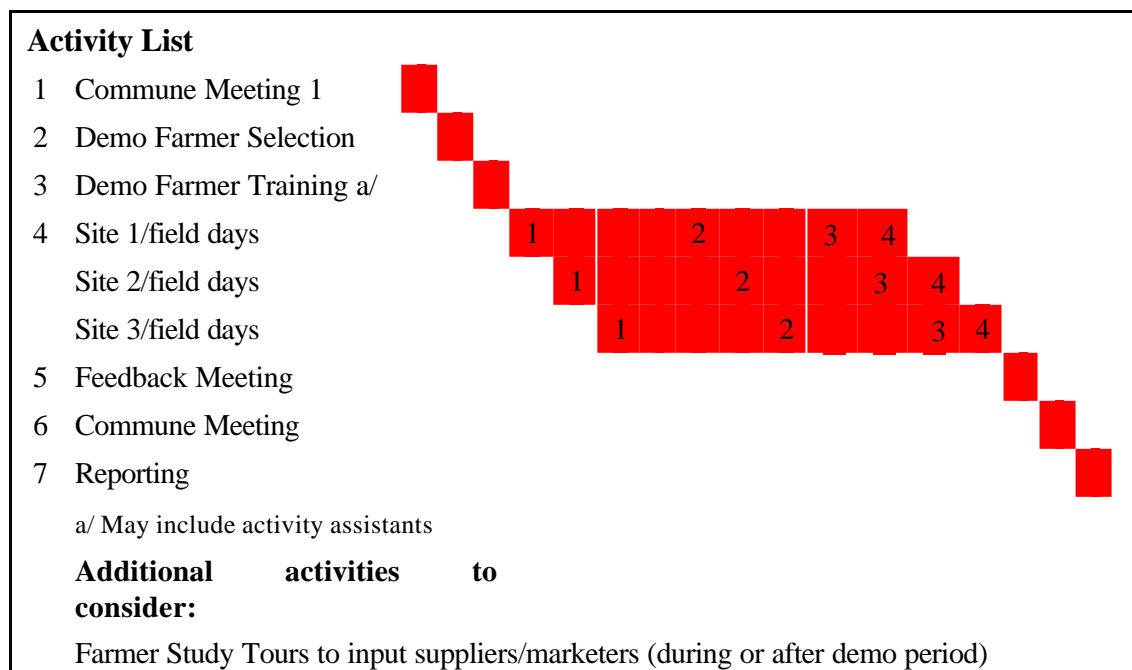 Activity List
1 Commune Meeting 1
2 Demo Farmer Selection
3 Demo Farmer Training a/
4 Site 1/field days 1 2 3 4
Site 2/field days 1 2 3 4
Site 3/field days 1 2 3 4
5 Feedback Meeting
6 Commune Meeting
7 Reporting
a/ May include activity assistants
Additional activities to
consider:
Farmer Study Tours to input suppliers/marketers (during or after demo period)